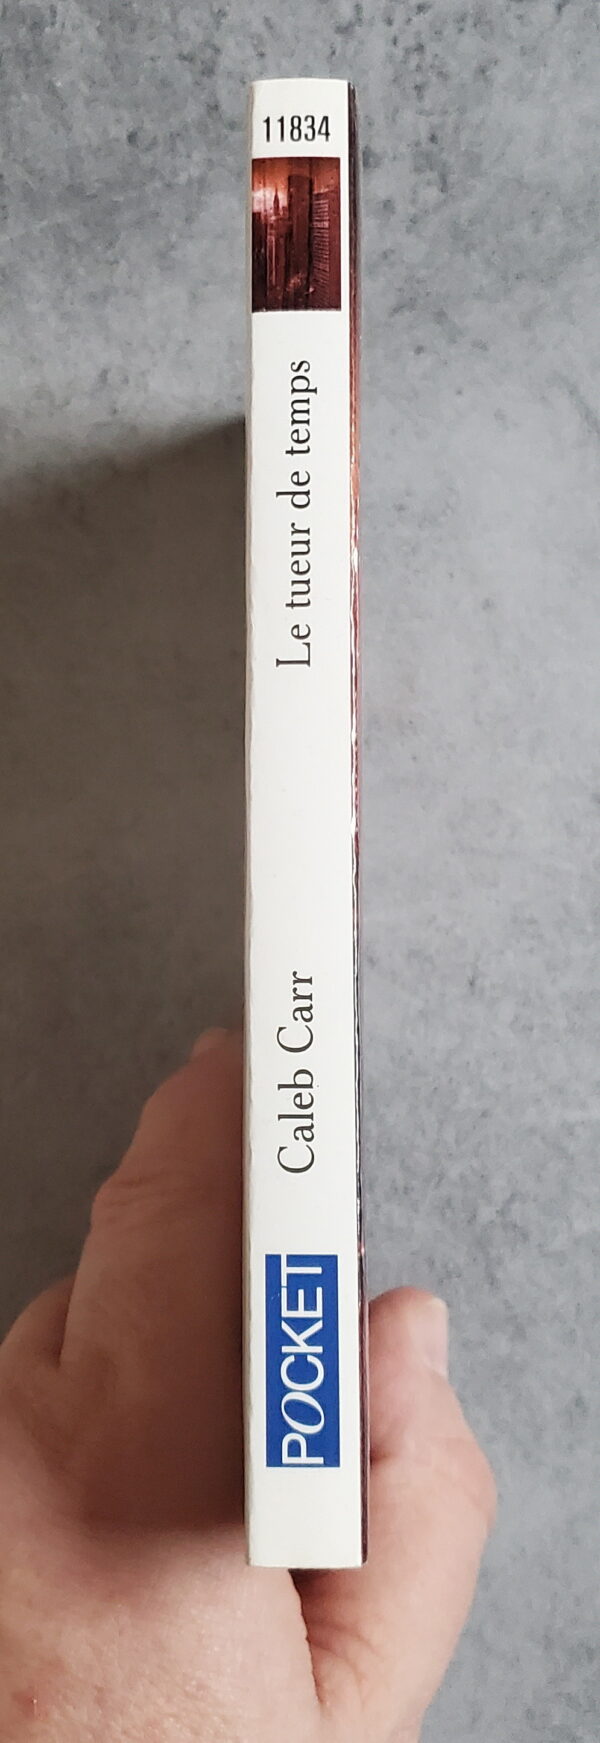 11834
Le tueur de temps
Caleb Carr
POCKET